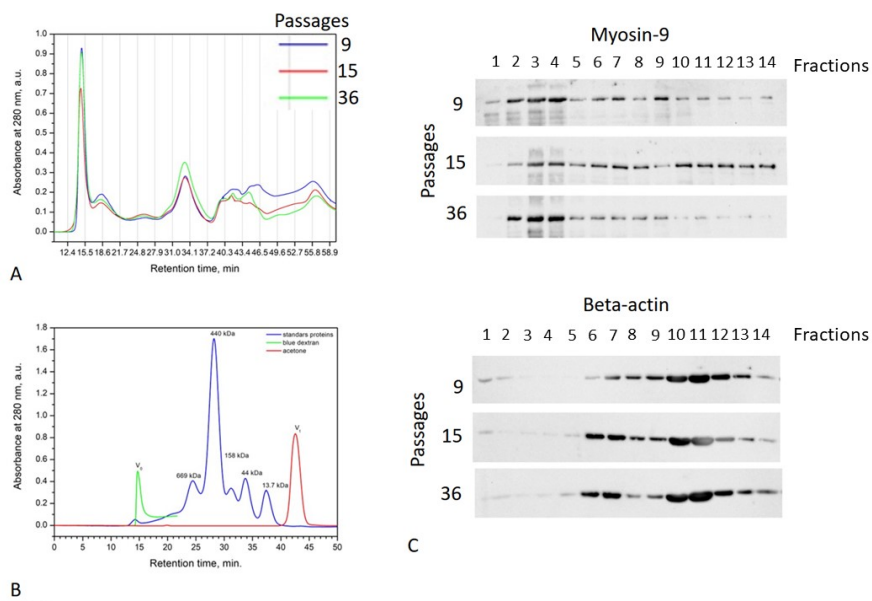 Passages
9
15
36
1.0
0.9
0.8
0.7
0.6
0.5
0.4
0.3
0.2
0.1
0.0
Absorbance at 280 nm, a.u.
12.4 15.5 18.6 21.7 24.8 27.9 31.0 34.1 37.2 40.3 43.4 46.5 49.6 52.7 55.8 58.9
Retention time, min
A
Myosin-9
1 2 3 4 5 6 7 8 9 10 11 12 13 14 Fractions
Passages
9
15
36
1.8
1.6
1.4
1.2
1.0
0.8
0.6
0.4
0.2
0.0
Absorbance at 280 nm, a.u.
440 kDa
standars proteins
blue dextran
acetone
V0
669 kDa
158 kDa
44 kDa
13.7 kDa
Vt
0 5 10 15 20 25 30 35 40 45 50
Retention time, min.
B
Beta-actin
1 2 3 4 5 6 7 8 9 10 11 12 13 14 Fractions
Passages
9
15
36
C